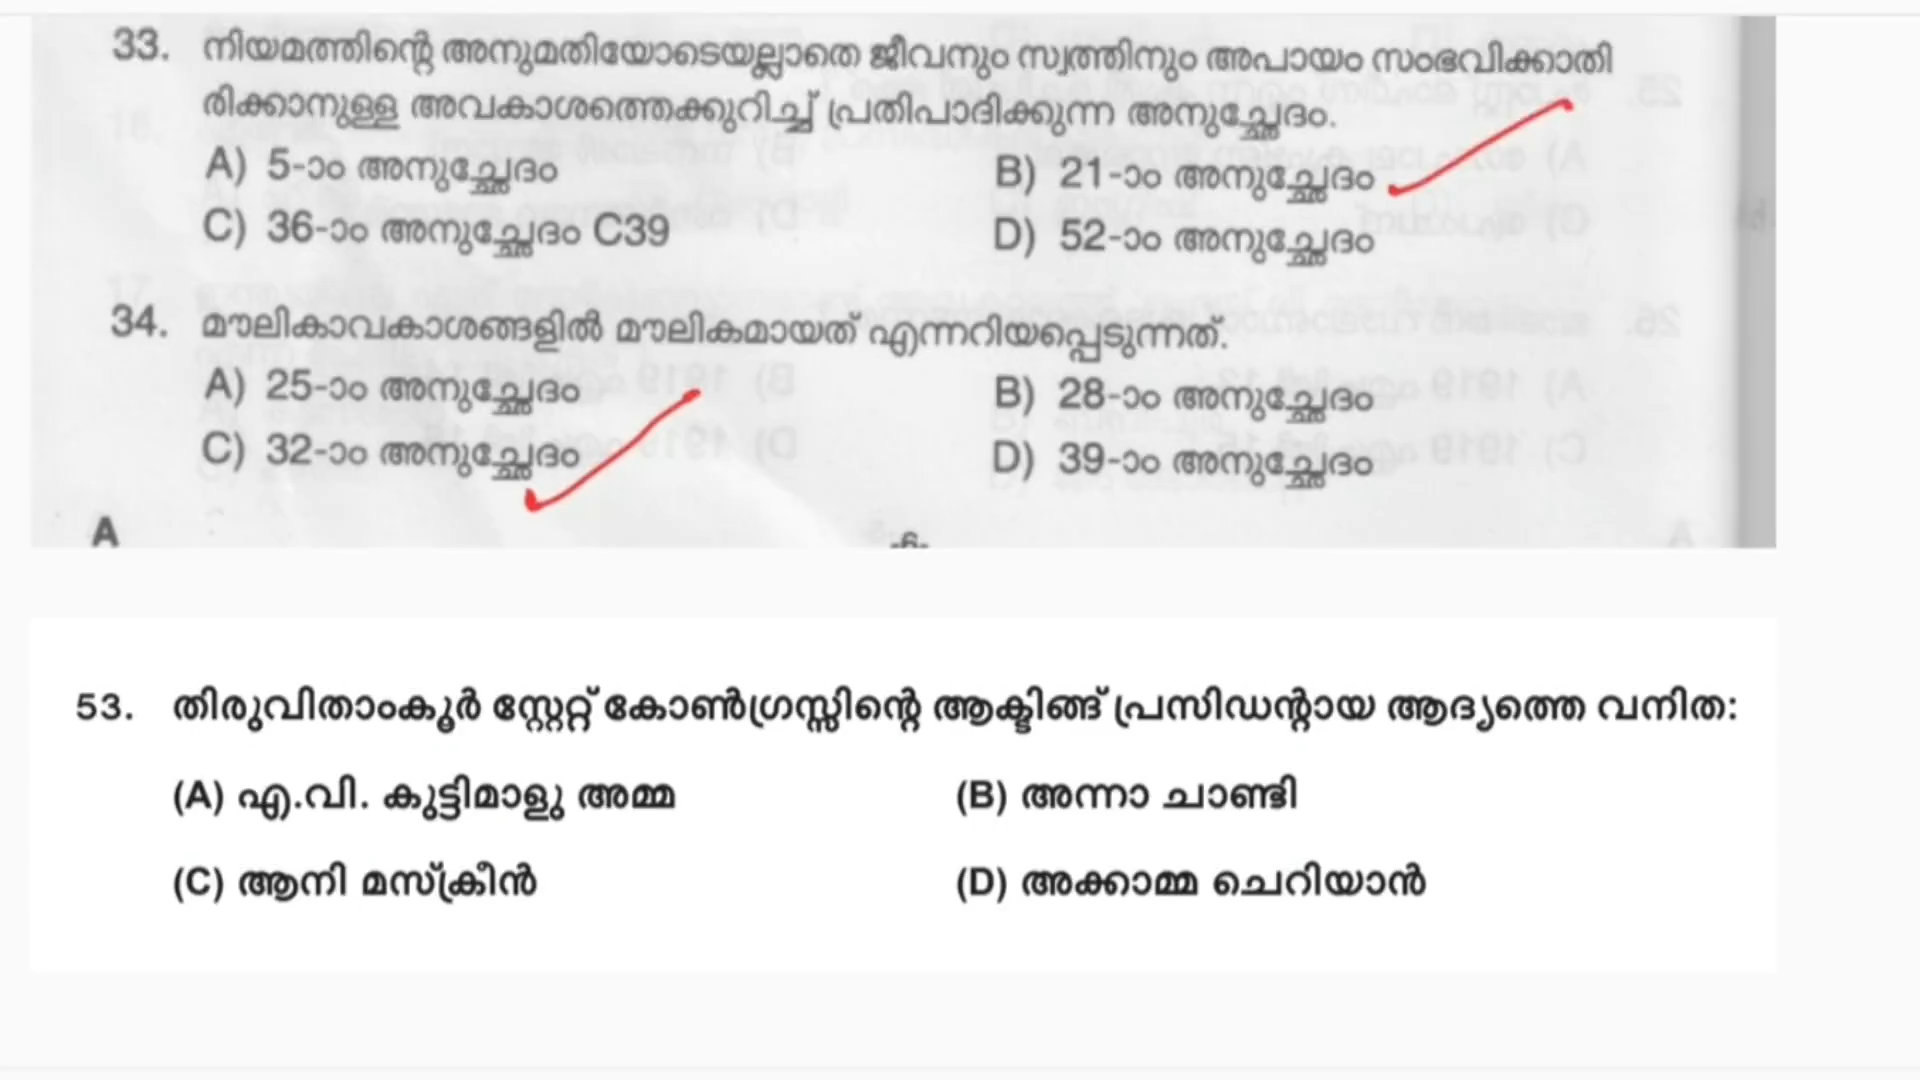 33. നിയമത്തിന്റെ അനുമതിയോടെയല്ലാതെ ജീവനും സ്വത്തിനും അപായം സംഭവിക്കാതി
രിക്കാനുള്ള അവകാശത്തെക്കുറിച്ച് പ്രതിപാദിക്കുന്ന അനുച്ഛേദം.
A) 5-ാം അനുച്ഛേദം B) 21-ാം അനുച്ഛേദം
C) 36-ാം അനുച്ഛേദം C39 D) 52-ാം അനുച്ഛേദം
34. മൗലികാവകാശങ്ങളിൽ മൗലികമായത് എന്നറിയപ്പെടുന്നത്.
A) 25-ാം അനുച്ഛേദം B) 28-ാം അനുച്ഛേദം
C) 32-ാം അനുച്ഛേദം D) 39-ാം അനുച്ഛേദം
A
53. തിരുവിതാംകൂർ സ്റ്റേറ്റ് കോൺഗ്രസ്സിന്റെ ആക്ടിങ്ങ് പ്രസിഡന്റായ ആദ്യത്തെ വനിത:
(A) എ.വി. കുട്ടിമാളു അമ്മ (B) അന്നാ ചാണ്ടി
(C) ആനി മസ്ക്രീൻ (D) അക്കാമ്മ ചെറിയാൻ